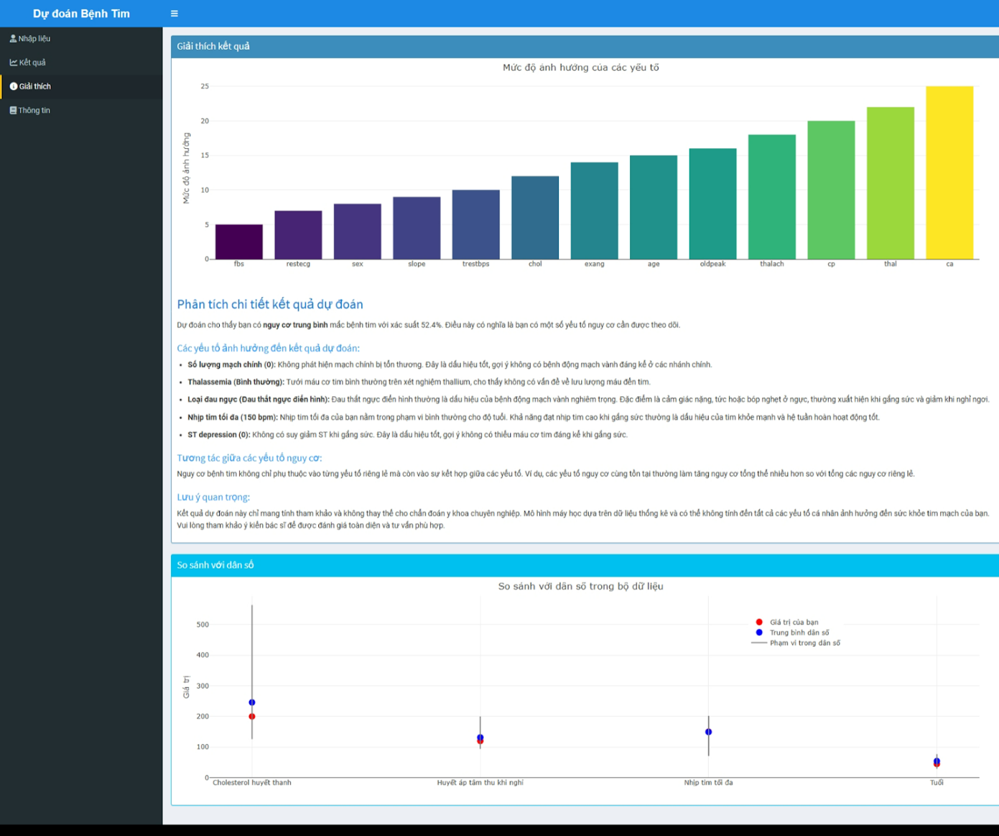 Dự đoán Bệnh Tim
Nhập liệu
Kết quả
Giải thích
Thông tin
Giải thích kết quả
Mức độ ảnh hưởng của các yếu tố
Mức độ ảnh hưởng
25
20
15
10
5
0
fbs restecg sex slope trestbps chol exang age oldpeak thalach cp thal ca
Phân tích chi tiết kết quả dự đoán
Dự đoán cho thấy bạn có nguy cơ trung bình mắc bệnh tim với xác suất 52.4%. Điều này có nghĩa là bạn có một số yếu tố nguy cơ cần được theo dõi.
Các yếu tố ảnh hưởng đến kết quả dự đoán:
• Số lượng mạch chính (0): Không phát hiện mạch chính bị tổn thương. Đây là dấu hiệu tốt, gợi ý không có bệnh động mạch vành đáng kể ở các nhánh chính.
• Thalassemia (Bình thường): Tưới máu cơ tim bình thường trên xét nghiệm thallium, cho thấy không có vấn đề về lưu lượng máu đến tim.
• Loại đau ngực (Đau thắt ngực điển hình): Đau thắt ngực điển hình thường là dấu hiệu của bệnh động mạch vành nghiêm trọng. Đặc điểm là cảm giác nặng, tức hoặc bóp nghẹt ở ngực, thường xuất hiện khi gắng sức và giảm khi nghỉ ngơi.
• Nhịp tim tối đa (150 bpm): Nhịp tim tối đa của bạn nằm trong phạm vi bình thường cho độ tuổi. Khả năng đạt nhịp tim cao khi gắng sức thường là dấu hiệu của tim khỏe mạnh và hệ tuần hoàn hoạt động tốt.
• ST depression (0): Không có suy giảm ST khi gắng sức. Đây là dấu hiệu tốt, gợi ý không có thiếu máu cơ tim đáng kể khi gắng sức.
Tương tác giữa các yếu tố nguy cơ:
Nguy cơ bệnh tim không chỉ phụ thuộc vào từng yếu tố riêng lẻ mà còn vào sự kết hợp giữa các yếu tố. Ví dụ, các yếu tố nguy cơ cùng tồn tại thường làm tăng nguy cơ tổng thể nhiều hơn so với tổng các nguy cơ riêng lẻ.
Lưu ý quan trọng:
Kết quả dự đoán này chỉ mang tính tham khảo và không thay thế cho chẩn đoán y khoa chuyên nghiệp. Mô hình máy học dựa trên dữ liệu thống kê và có thể không tính đến tất cả các yếu tố cá nhân ảnh hưởng đến sức khỏe tim mạch của bạn.
Vui lòng tham khảo ý kiến bác sĩ để được đánh giá toàn diện và tư vấn phù hợp.
So sánh với dân số
So sánh với dân số trong bộ dữ liệu
Giá trị của bạn
Trung bình dân số
Phạm vi trong dân số
Giá trị
500
400
300
200
100
0
Cholesterol huyết thanh Huyết áp tâm thu khi nghỉ Nhịp tim tối đa Tuổi